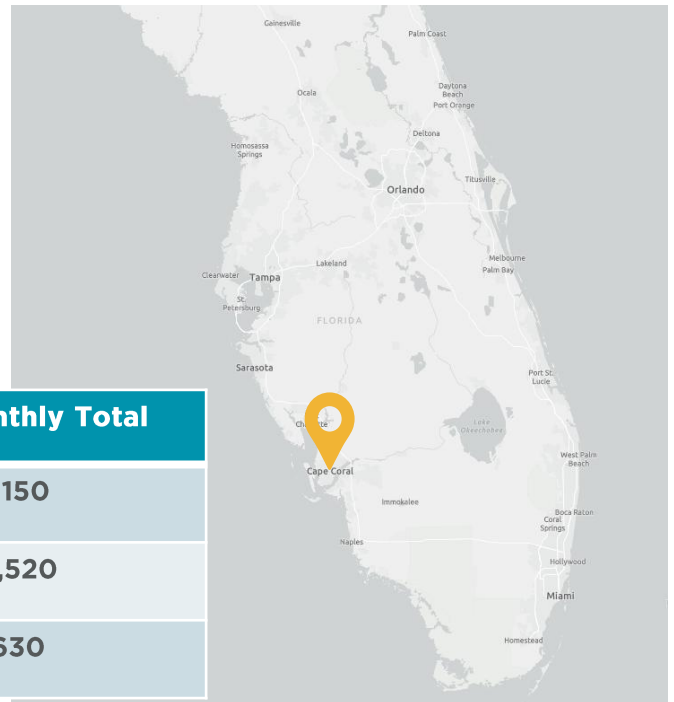 Gainesville
Palm Coast
Ocala
Daytona
Beach
Port Orange
Deltona
Homosassa
Springs
Titusville
Orlando
Melbourne
Palm Bay
Lakeland
Clearwater
Tampa
St.
Petersburg
FLORIDA
Sarasota
Port St.
Lucie
Lake
Okeechobee
Cape Coral
West Palm
Beach
Immokalee
Boca Raton
Coral
Springs
Naples
Hollywood
Miami
Homestead
Total
150
,520
630